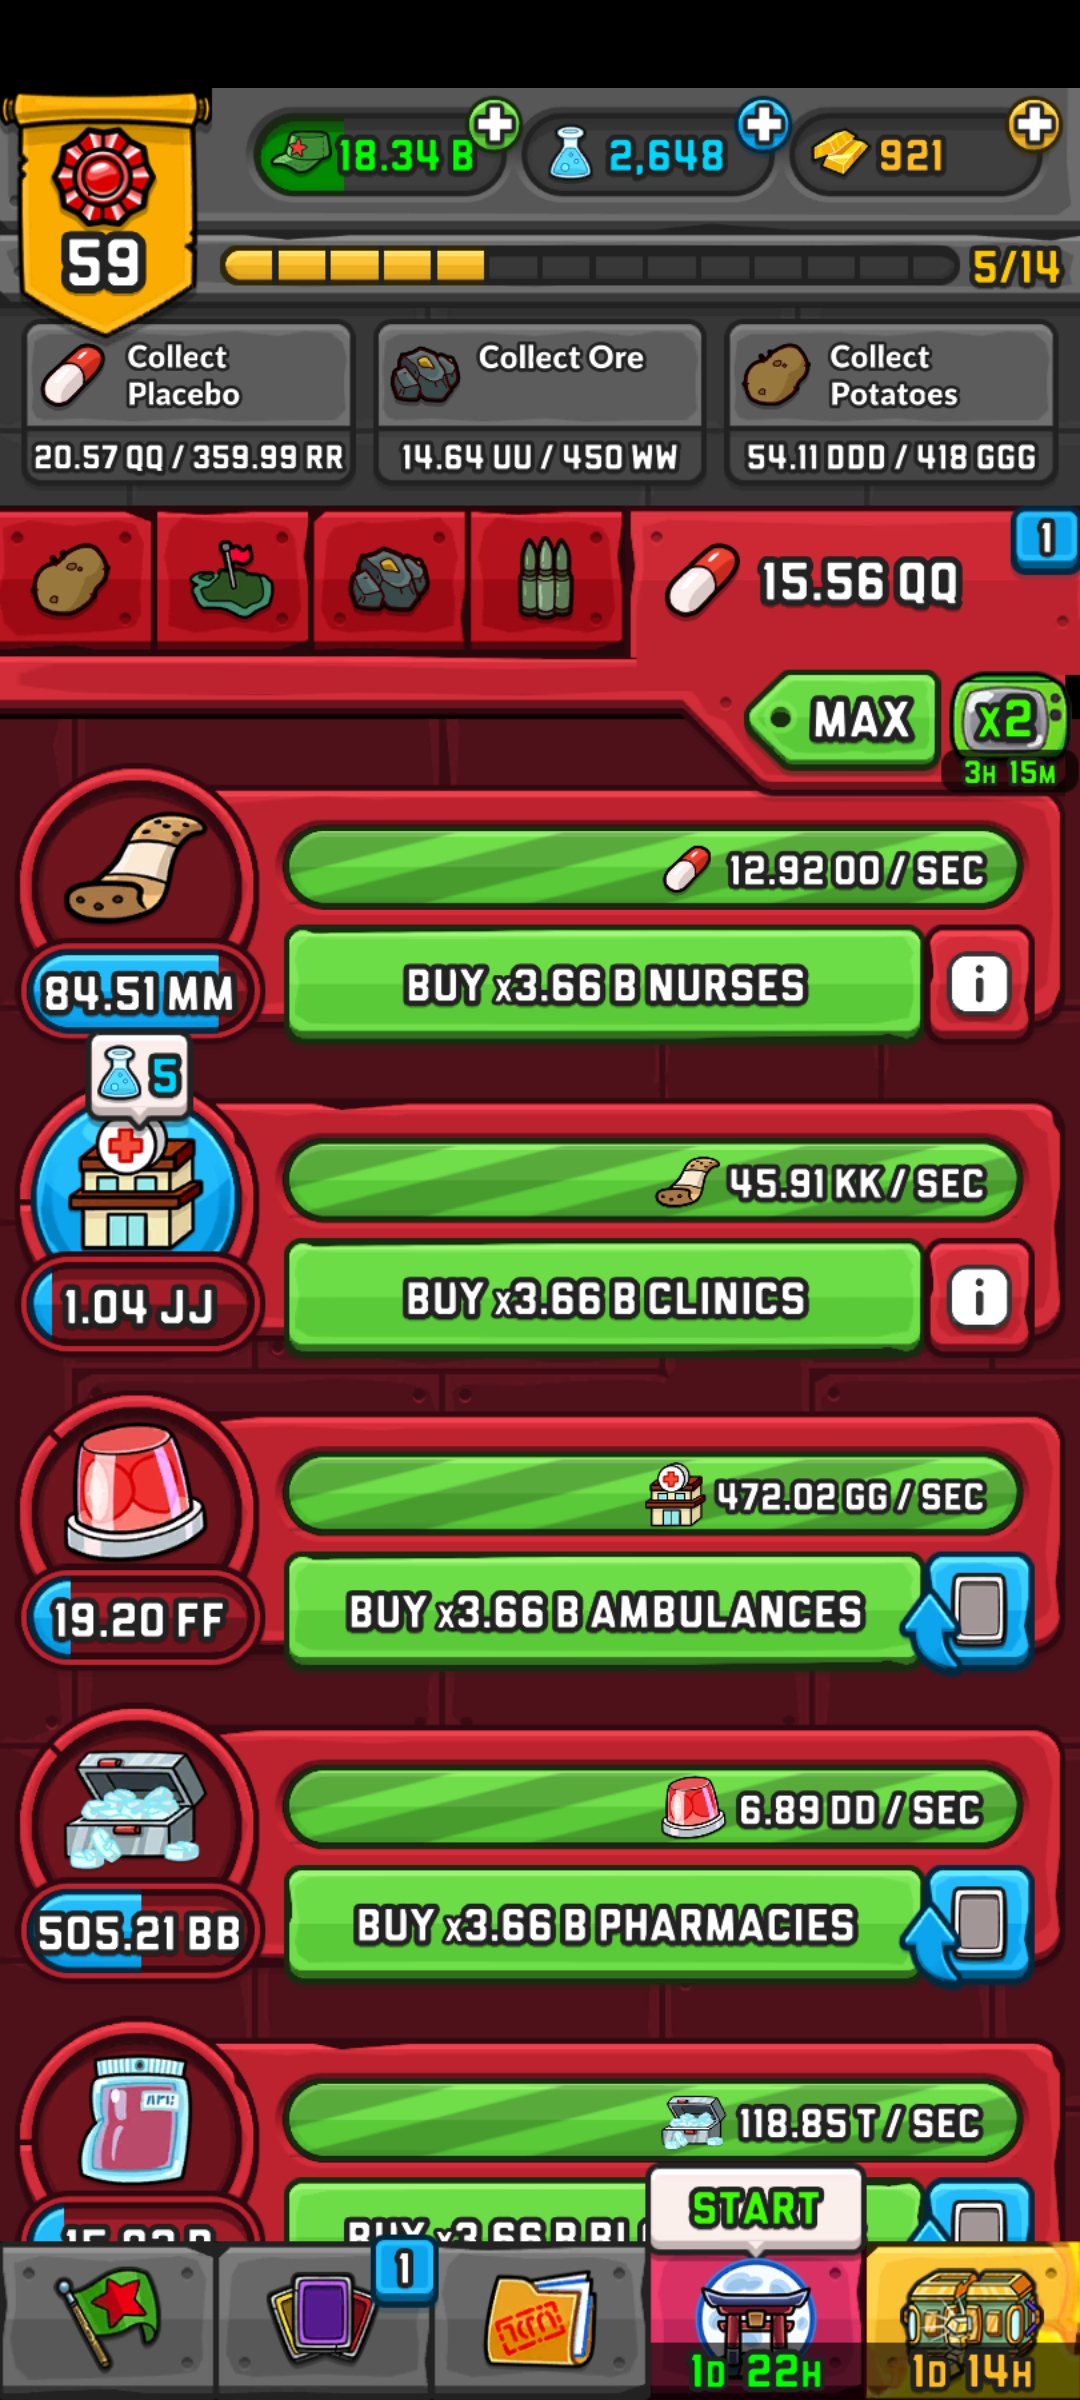 59
18.34 B
2,648
921
5/14
Collect Placebo
20.57 QQ / 359.99 RR
Collect Ore
14.64 UU / 450 WW
Collect Potatoes
54.11 DDD / 418 GGG
15.56 QQ
1
MAX
x2
3H 15M
12.92 OO / SEC
84.51 MM
BUY x3.66 B NURSES
i
5
45.91 KK / SEC
1.04 JJ
BUY x3.66 B CLINICS
i
472.02 GG / SEC
19.20 FF
BUY x3.66 B AMBULANCES
6.89 DD / SEC
505.21 BB
BUY x3.66 B PHARMACIES
118.85 T / SEC
BUY x3.66 B
START
1
1D 22H
1D 14H